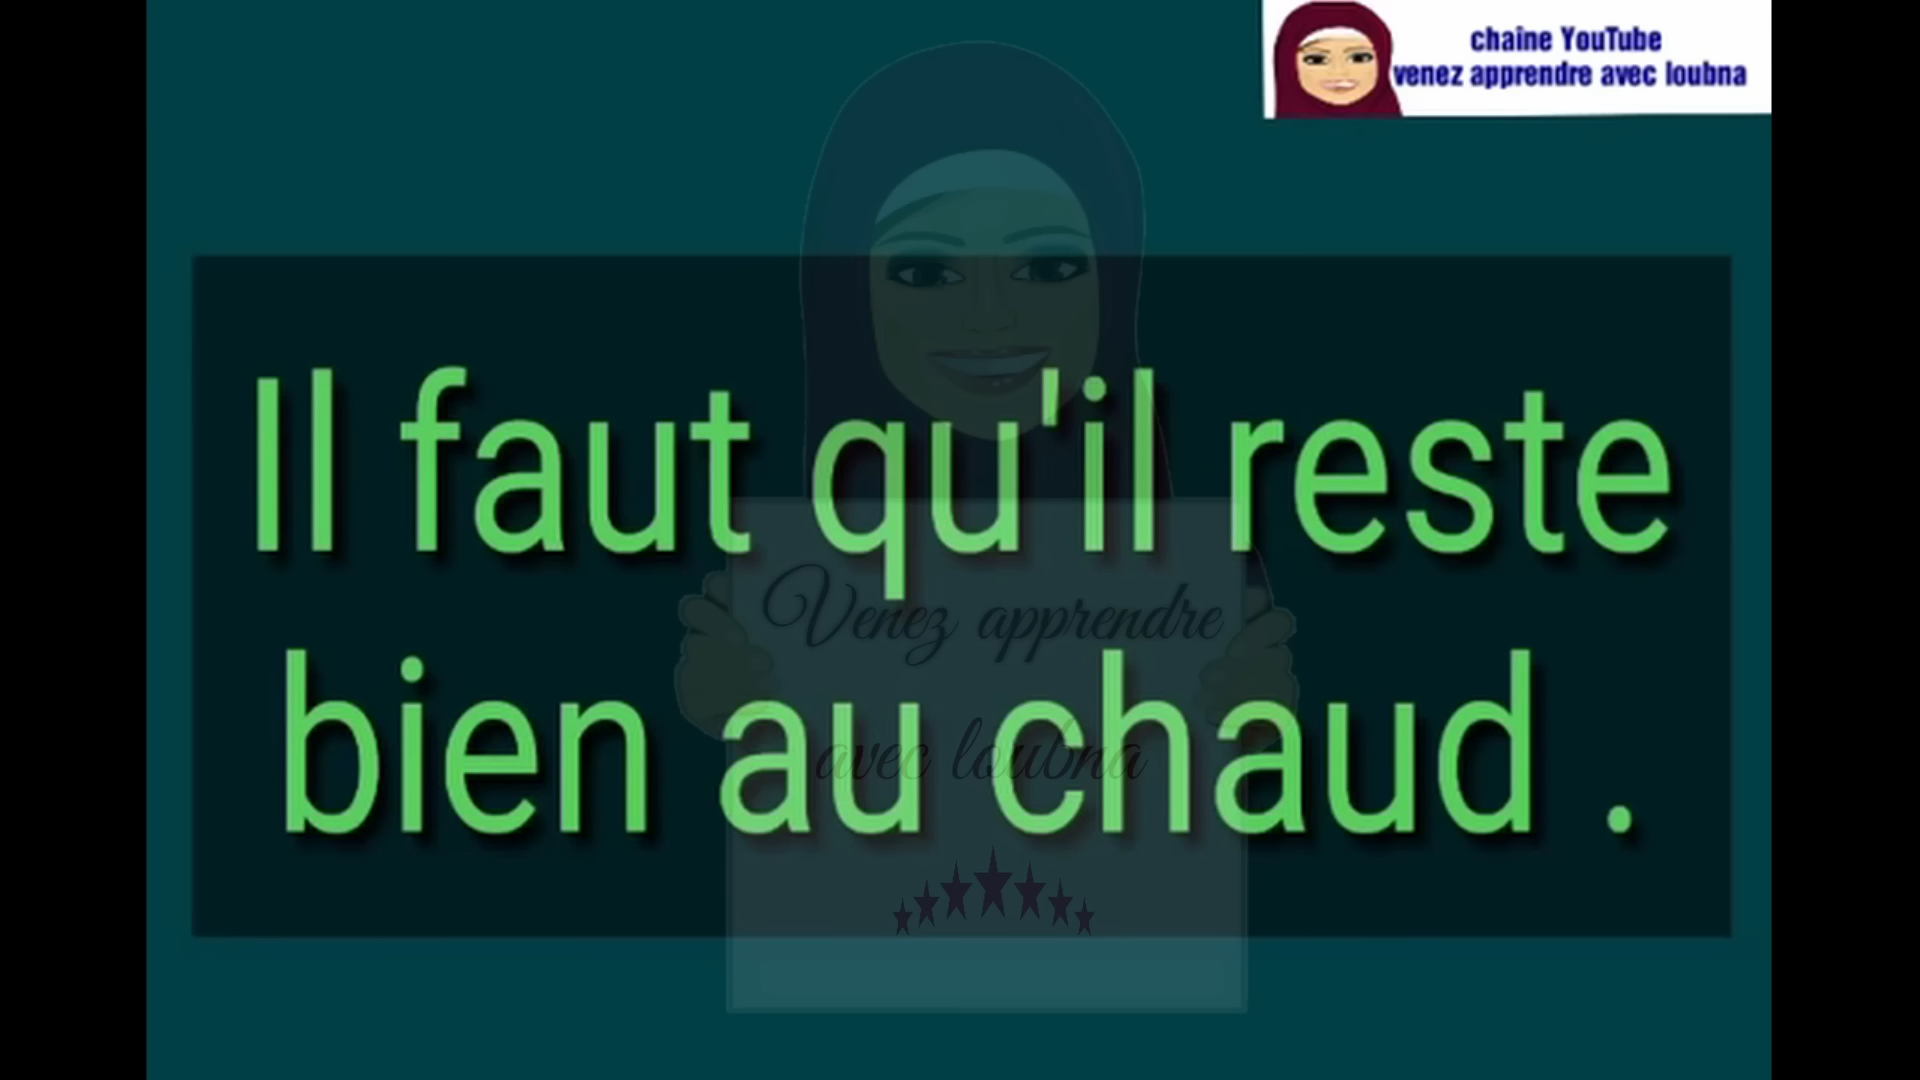 chaine YouTube
venez apprendre avec loubna
Il faut qu'il reste
bien au chaud .
Venez apprendre
avec loubna